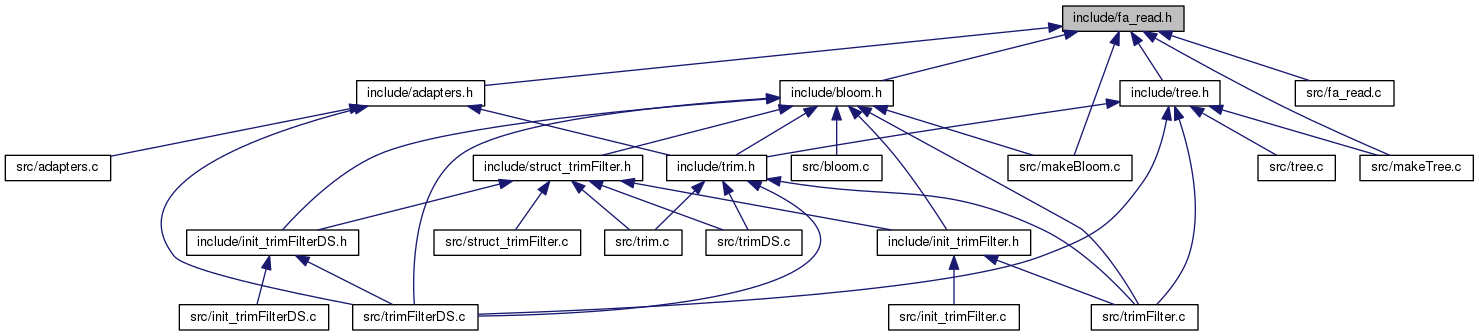 include/fa_read.h
include/adapters.h
include/bloom.h
include/tree.h
src/fa_read.c
src/adapters.c
include/struct_trimFilter.h
include/trim.h
src/bloom.c
src/makeBloom.c
src/tree.c
src/makeTree.c
include/init_trimFilterDS.h
src/struct_trimFilter.c
src/trim.c
src/trimDS.c
include/init_trimFilter.h
src/init_trimFilterDS.c
src/trimFilterDS.c
src/init_trimFilter.c
src/trimFilter.c